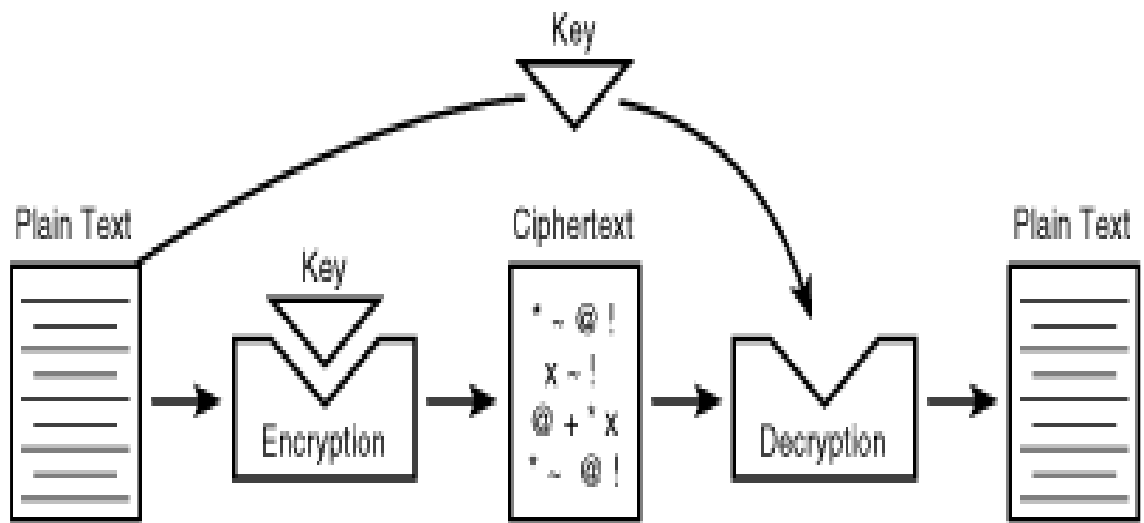 Key
Plain Text
Key
Encryption
Ciphertext
* ~ @ !
x ~ !
@ + * x
* ~ @ !
Decryption
Plain Text